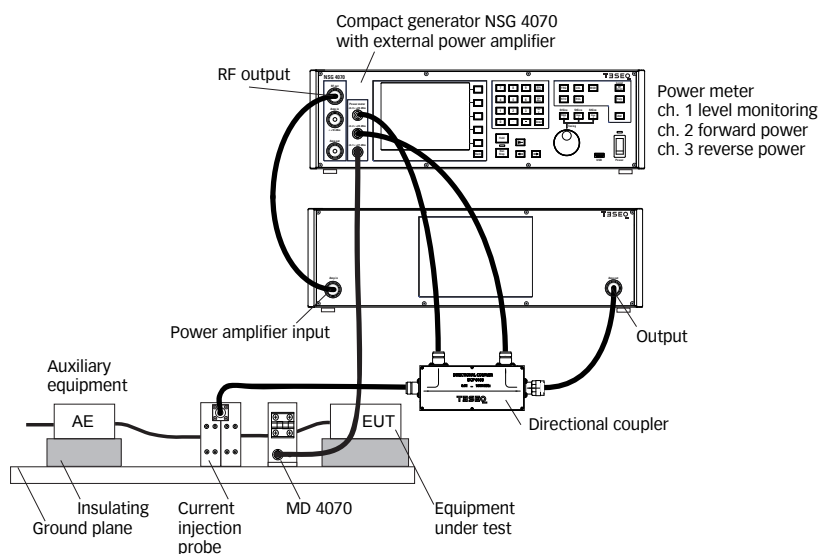 Compact generator NSG 4070
with external power amplifier
RF output
NSG 4070
TESEQ
Power meter
ch. 1 level monitoring
ch. 2 forward power
ch. 3 reverse power
TESEQ
Power amplifier input
Output
DIRECTIONAL COUPLER
TESEQ
Directional coupler
Auxiliary
equipment
AE
EUT
Insulating
Ground plane
Current
injection
probe
MD 4070
Equipment
under test